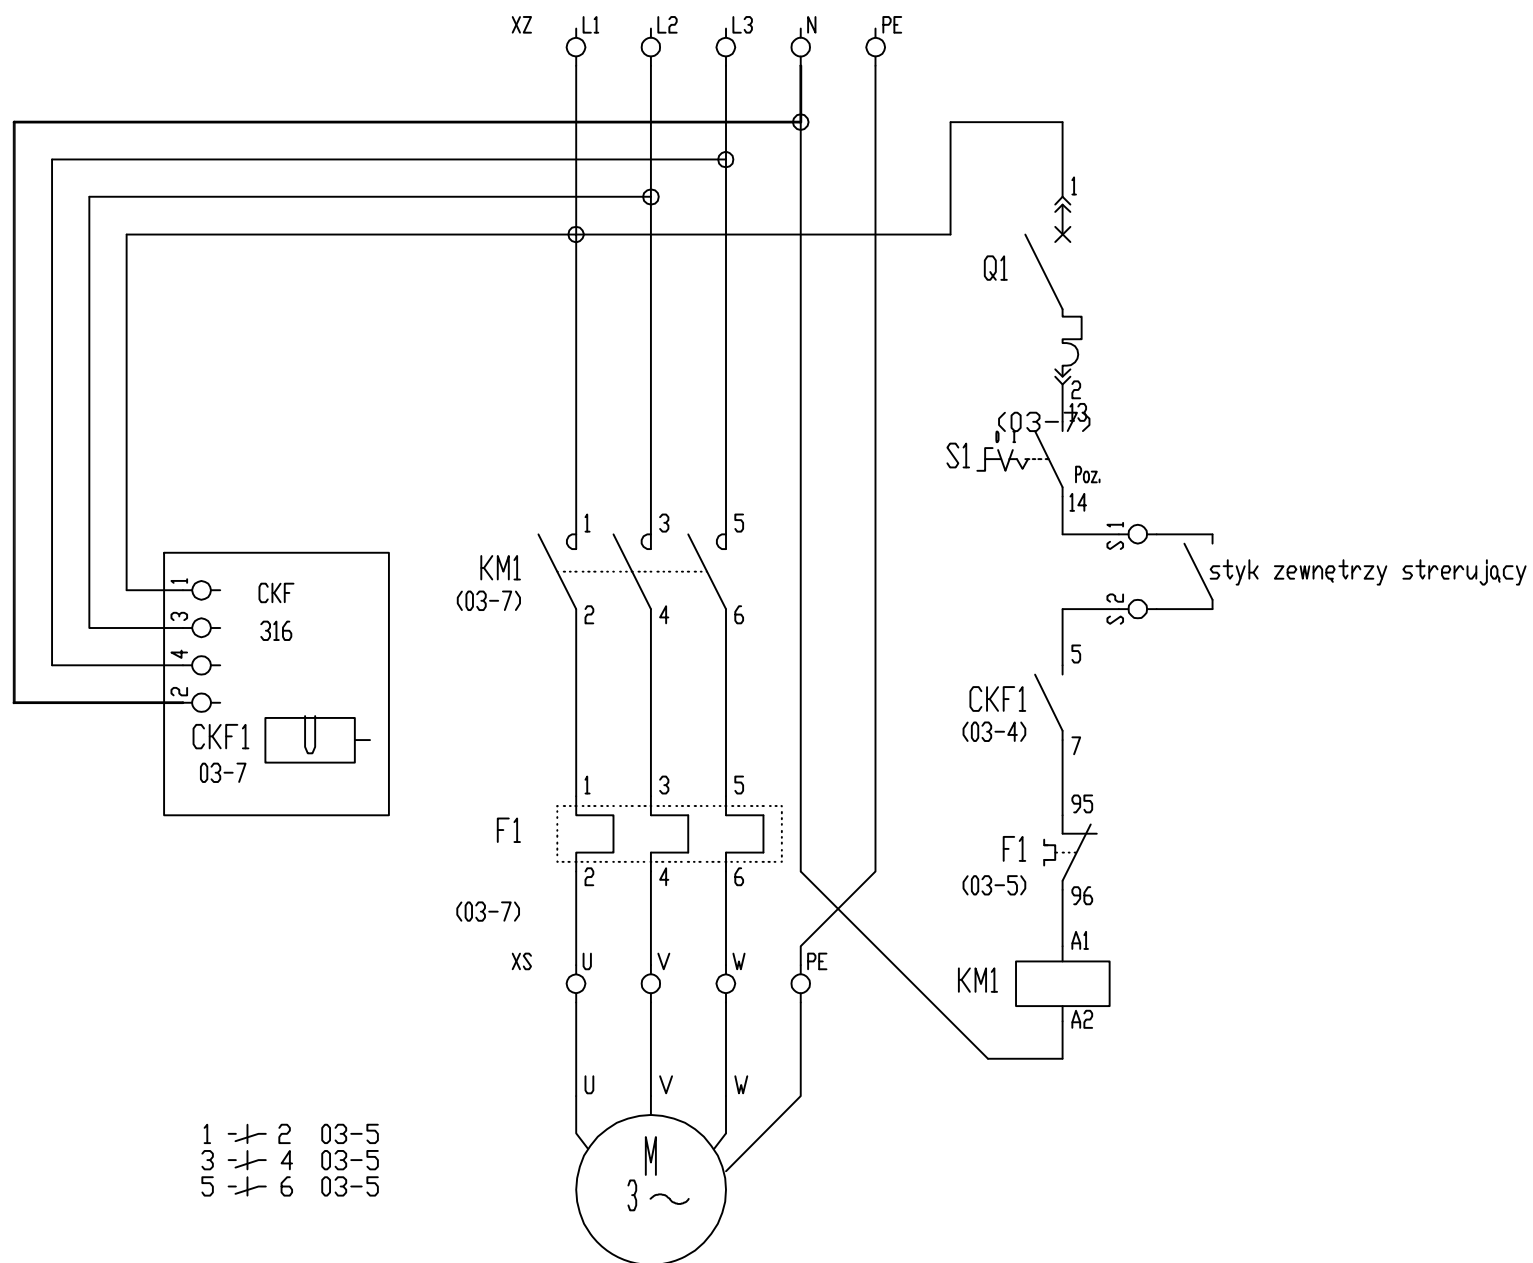 XZ L1 L2 L3 N PE
1
Q1
2
13
(03-7)
0 1
S1
Poz.
14
S1
styk zewnętrzy strerujący
S2
1 3 5
KM1
(03-7)
2 4 6
1 CKF
3 316
4
2
CKF1
03-7
5
CKF1
(03-4)
7
1 3 5
F1
2 4 6
(03-7)
95
F1
(03-5)
96
XS U V W PE
A1
KM1
A2
U V W
M
3 ~
1 2 03-5
3 4 03-5
5 6 03-5